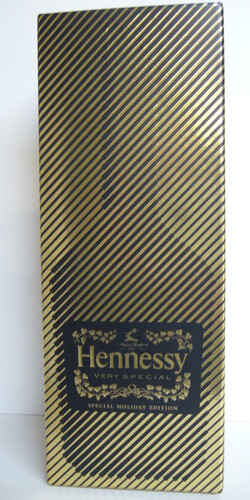 Hennessy
VERY SPECIAL
SPECIAL HOLIDAY EDITION